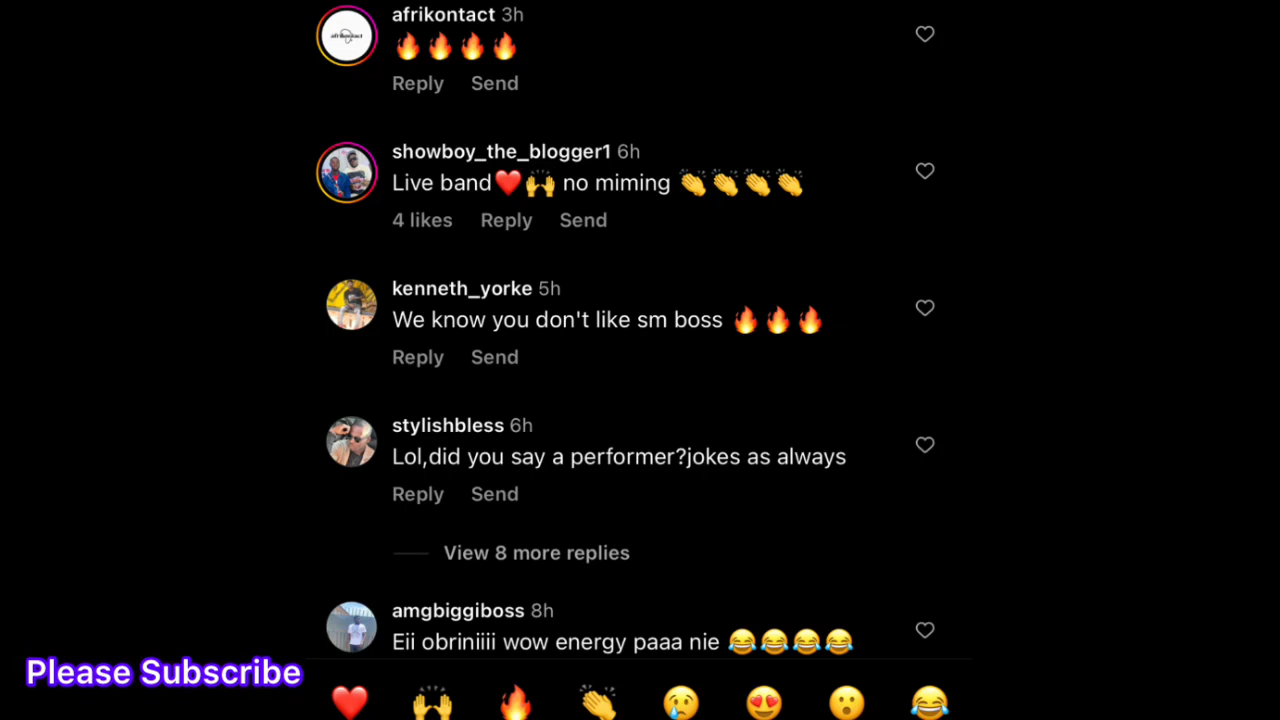 afrikontact 3h
afrikontact
🔥🔥🔥🔥
Reply Send
showboy_the_blogger1 6h
Live band❤️🙌 no miming 👏👏👏👏
4 likes Reply Send
kenneth_yorke 5h
We know you don't like sm boss 🔥🔥🔥
Reply Send
stylishbless 6h
Lol,did you say a performer?jokes as always
Reply Send
View 8 more replies
amgbiggiboss 8h
Eii obriniiii wow energy paaa nie 😂😂😂😂
Please Subscribe
❤️🙌🔥👏😢😍😮😂